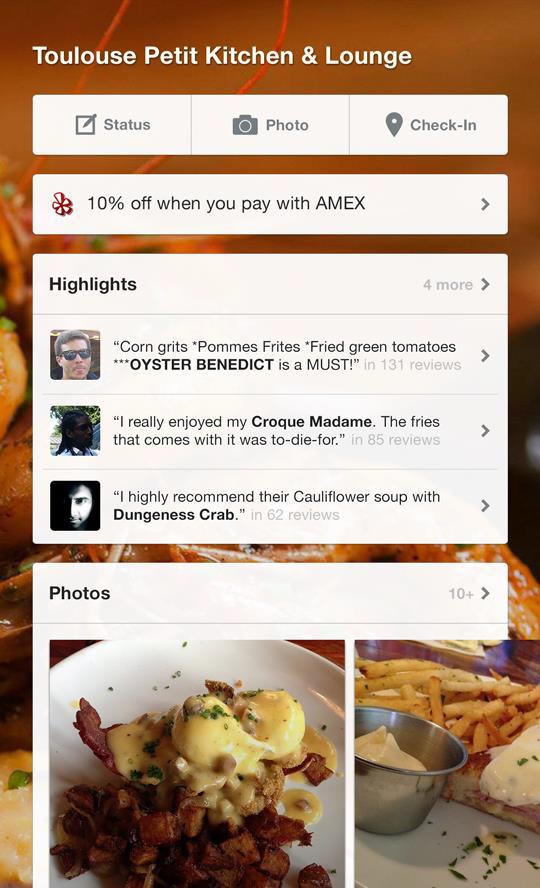 Toulouse Petit Kitchen & Lounge
Status
Photo
Check-In
10% off when you pay with AMEX
Highlights
4 more
“Corn grits *Pommes Frites *Fried green tomatoes
***OYSTER BENEDICT is a MUST!” in 131 reviews
“I really enjoyed my Croque Madame. The fries
that comes with it was to-die-for.” in 85 reviews
“I highly recommend their Cauliflower soup with
Dungeness Crab.” in 62 reviews
Photos
10+